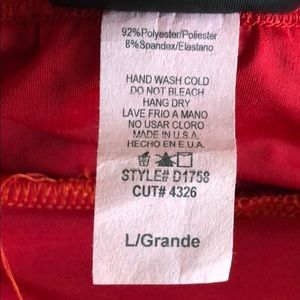 92%Polyester/Poliester
8%Spandex/Elastano
HAND WASH COLD
DO NOT BLEACH
HANG DRY
LAVE FRIO A MANO
NO USAR CLORO
MADE IN U.S.A.
HECHO EN E.U.A.
STYLE# D1758
CUT# 4326
L/Grande